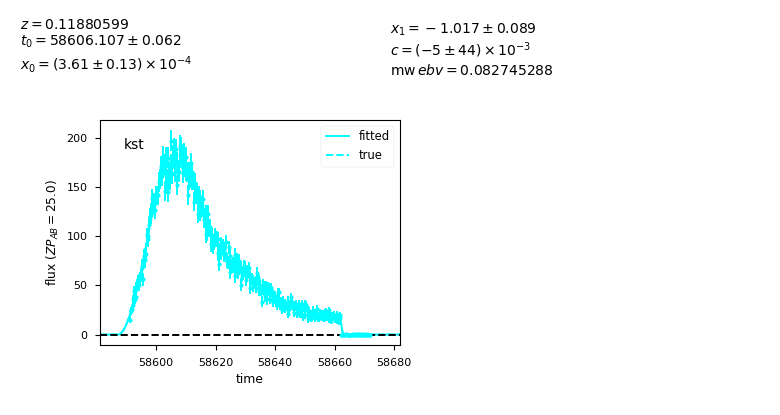 z = 0.11880599
t₀ = 58606.107 ± 0.062
x₀ = (3.61 ± 0.13) × 10⁻⁴
x₁ = − 1.017 ± 0.089
c = (−5 ± 44) × 10⁻³
mw ebv = 0.082745288
kst
fitted
true
200
150
100
50
0
flux (ZP_AB = 25.0)
58600 58620 58640 58660 58680
time